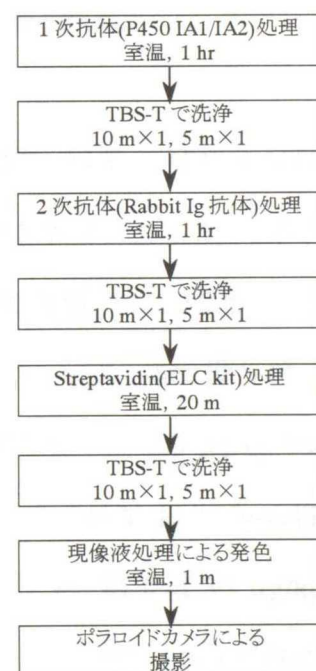 1 次抗体(P450 IA1/IA2)処理
室温, 1 hr
TBS-T で洗浄
10 m×1, 5 m×1
2 次抗体(Rabbit Ig 抗体)処理
室温, 1 hr
TBS-T で洗浄
10 m×1, 5 m×1
Streptavidin(ELC kit)処理
室温, 20 m
TBS-T で洗浄
10 m×1, 5 m×1
現像液処理による発色
室温, 1 m
ポラロイドカメラによる
撮影